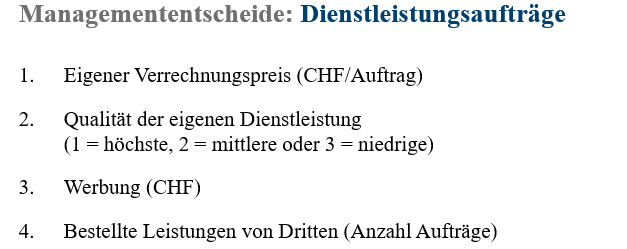 Managemententscheide: Dienstleistungsaufträge
1. Eigener Verrechnungspreis (CHF/Auftrag)
2. Qualität der eigenen Dienstleistung
(1 = höchste, 2 = mittlere oder 3 = niedrige)
3. Werbung (CHF)
4. Bestellte Leistungen von Dritten (Anzahl Aufträge)